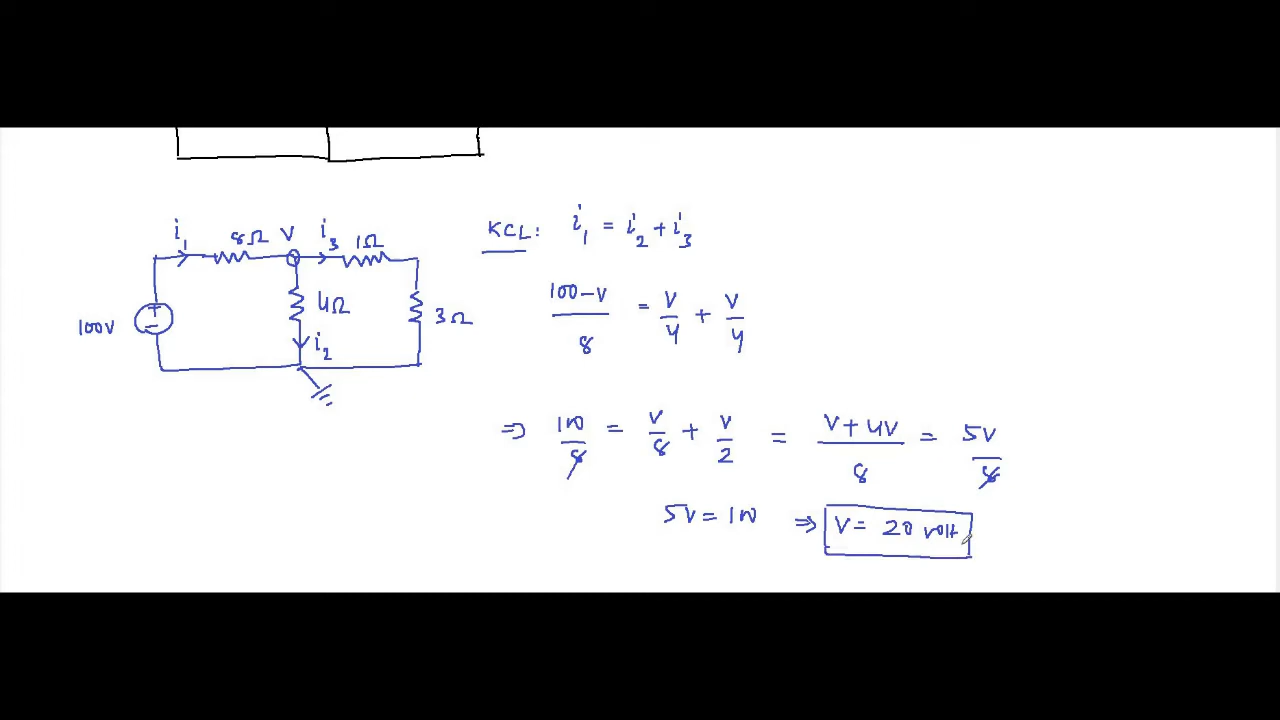 i₁ 8Ω V i₃ 1Ω
4Ω
3Ω
100V + −
i₂
KCL: i₁ = i₂ + i₃
(100-V)/8 = V/4 + V/4
⇒ 100/8 = V/8 + V/2 = (V+4V)/8 = 5V/8
5V = 100 ⇒ V = 20 volt